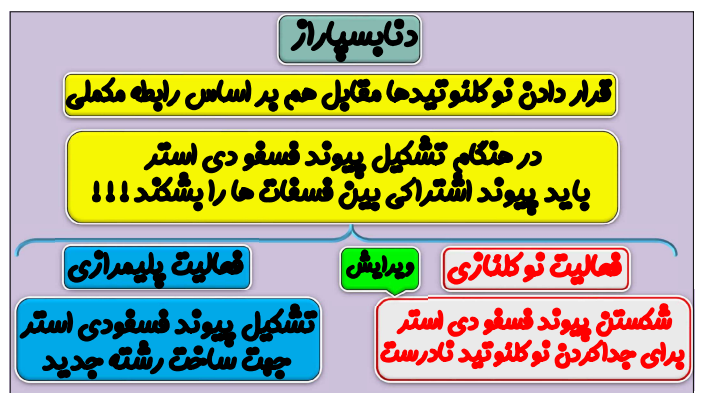 دنابسپاراز
قرار دادن نوکلئوتیدها مقابل هم بر اساس رابطه مکملی
در هنگام تشکیل پیوند فسفو دی استر
باید پیوند اشتراکی بین فسفات ها را بشکند!!!
فعالیت نوکلئازی
ویرایش
فعالیت پلیمرازی
شکستن پیوند فسفو دی استر
برای جداکردن نوکلئوتید نادرست
تشکیل پیوند فسفودی استر
جهت ساخت رشته جدید